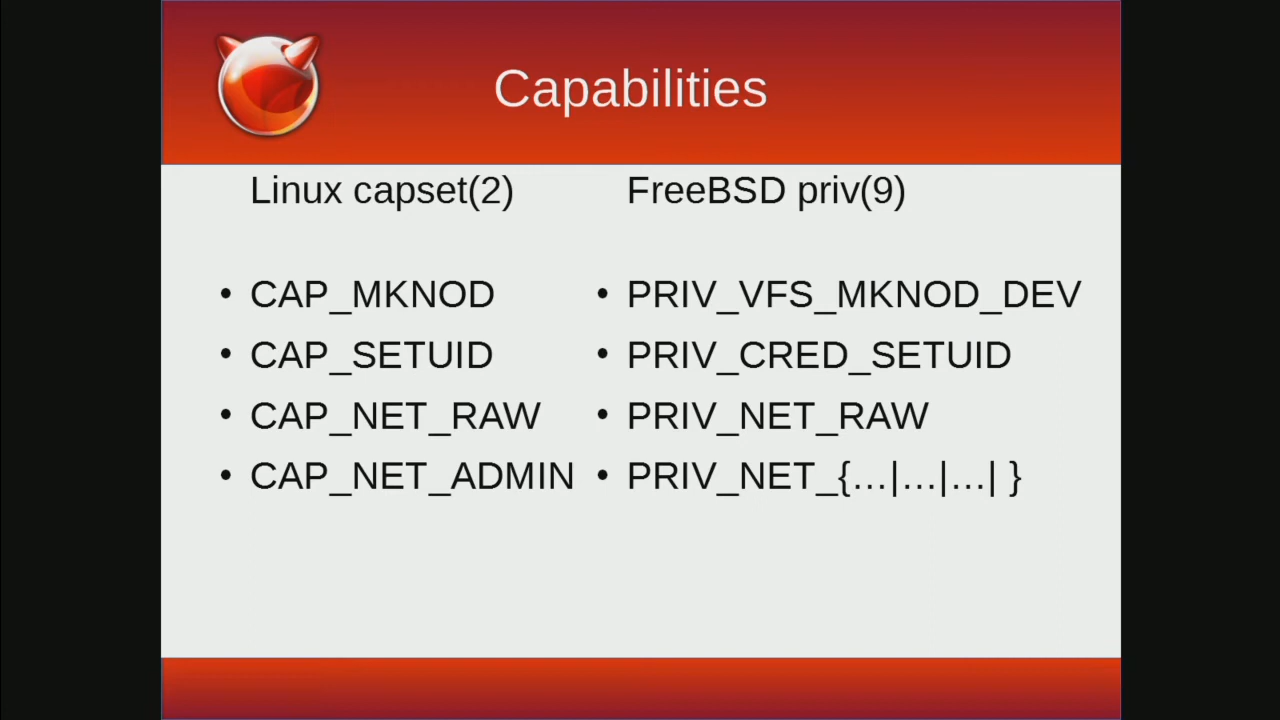 Capabilities
Linux capset(2)
• CAP_MKNOD
• CAP_SETUID
• CAP_NET_RAW
• CAP_NET_ADMIN
FreeBSD priv(9)
• PRIV_VFS_MKNOD_DEV
• PRIV_CRED_SETUID
• PRIV_NET_RAW
• PRIV_NET_{...|...|...| }